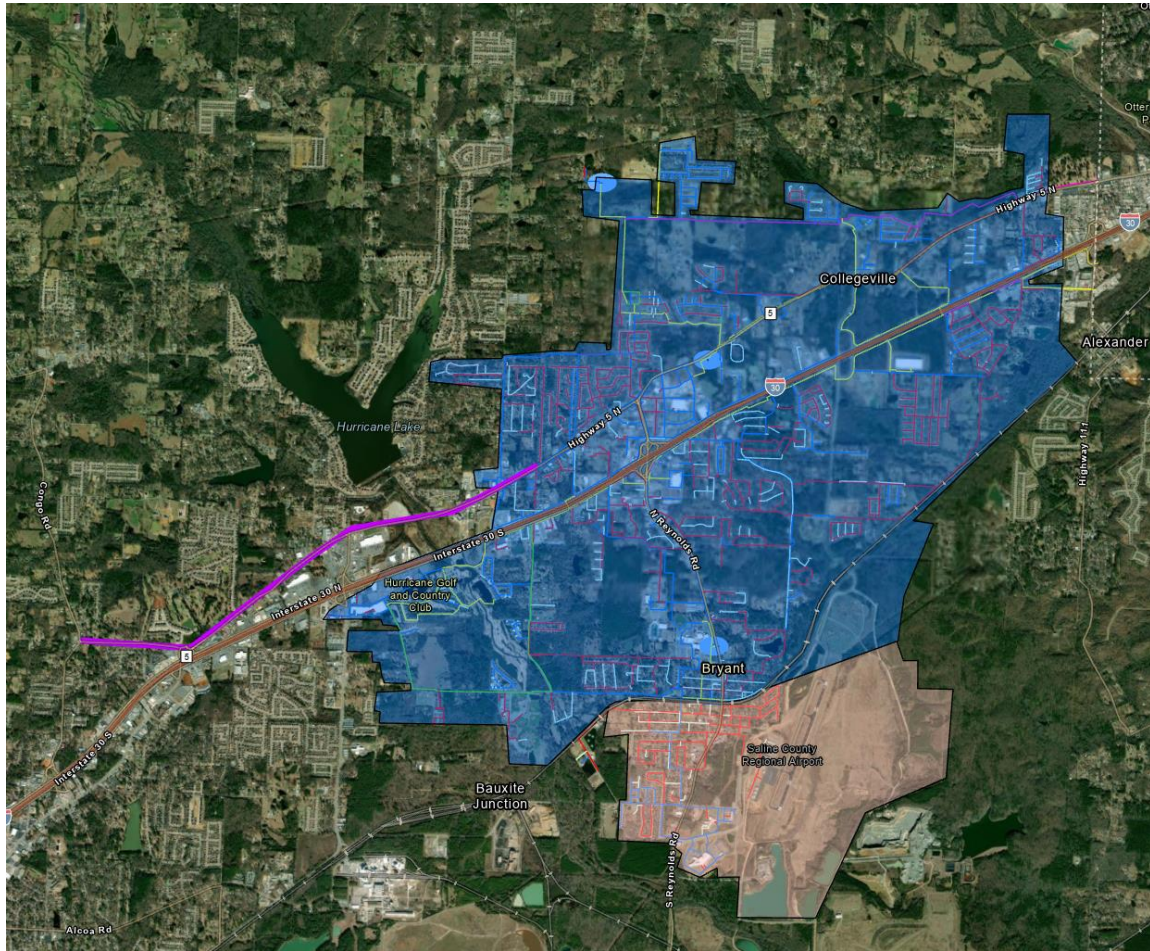 Otter
P
Highway 5 N
30
Collegeville
5
Alexander
30
Highway 5 N
Hurricane Lake
Highway 111
Congo Rd
N Reynolds Rd
Interstate 30 S
Hurricane Golf
and Country
Club
Interstate 30 N
5
Bryant
Interstate 30 S
Saline County
Regional Airport
Bauxite
Junction
S Reynolds Rd
Alcoa Rd